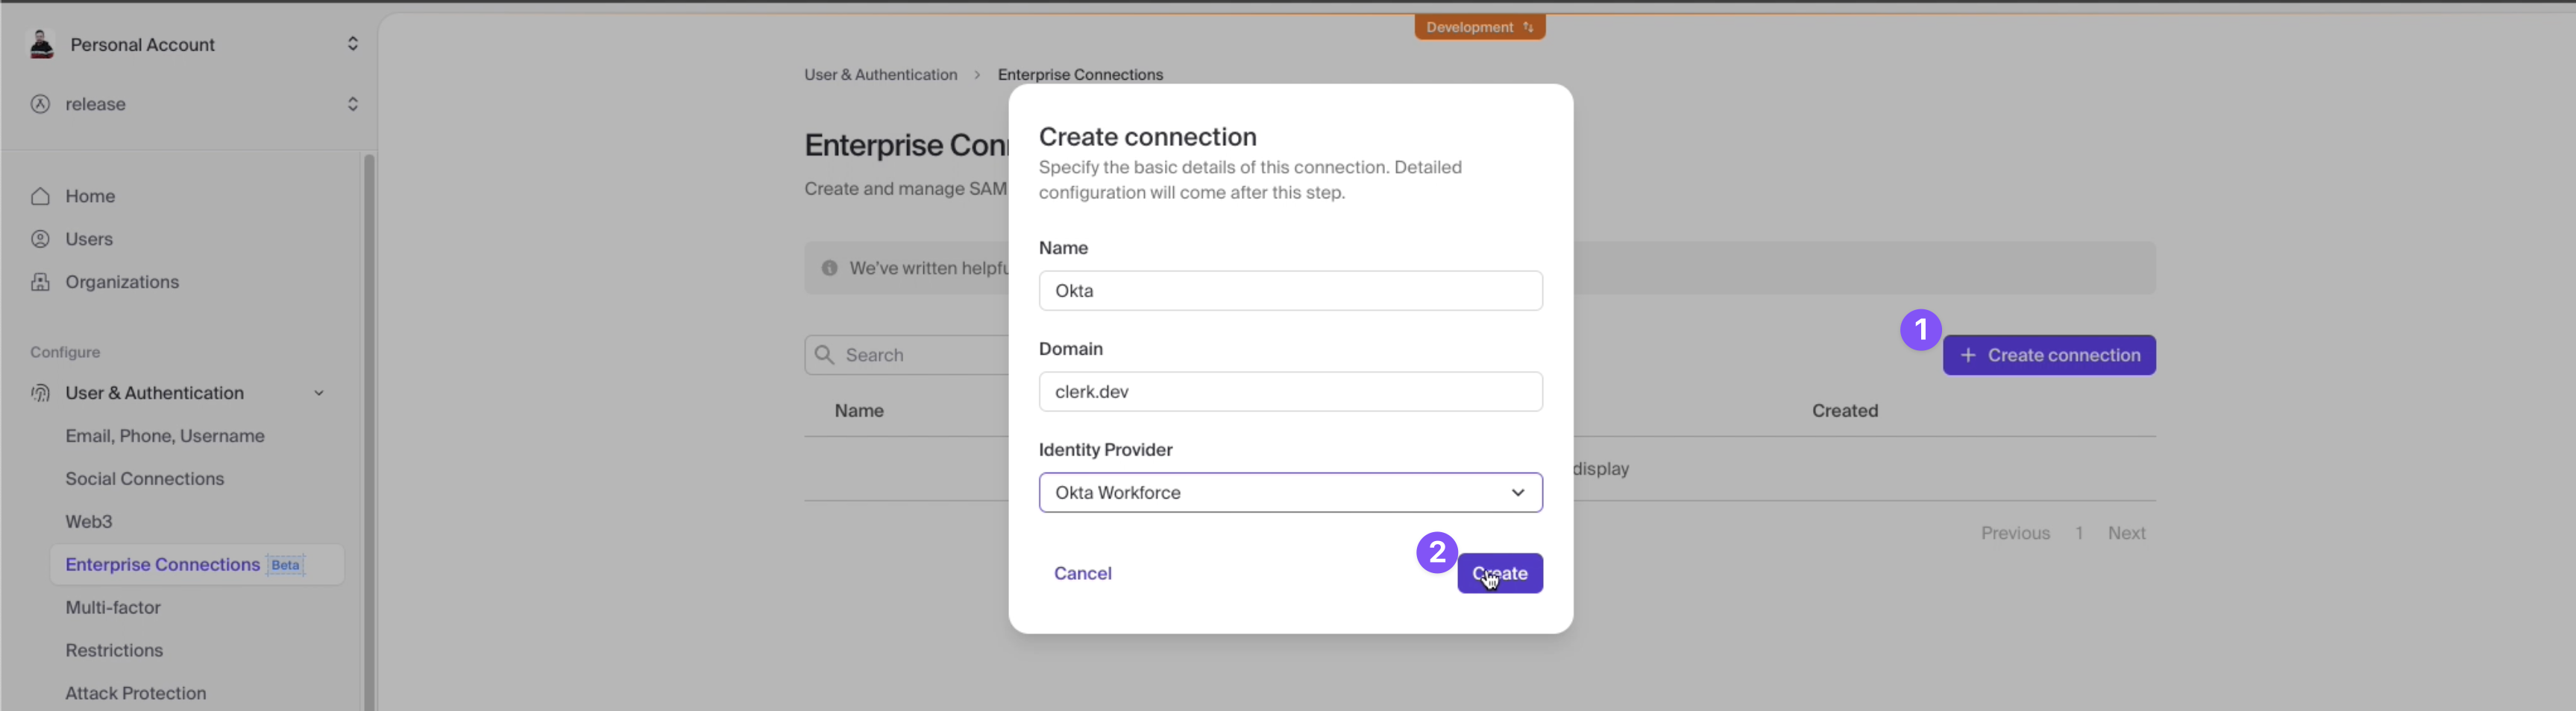 Development
Personal Account
release
Home
Users
Organizations
Configure
User & Authentication
Email, Phone, Username
Social Connections
Web3
Enterprise Connections Beta
Multi-factor
Restrictions
Attack Protection
User & Authentication > Enterprise Connections
Enterprise Con
Create and manage SAM
We've written helpfu
Search
1
+ Create connection
Name
Created
display
Previous 1 Next
Create connection
Specify the basic details of this connection. Detailed
configuration will come after this step.
Name
Okta
Domain
clerk.dev
Identity Provider
Okta Workforce
Cancel
2
Create